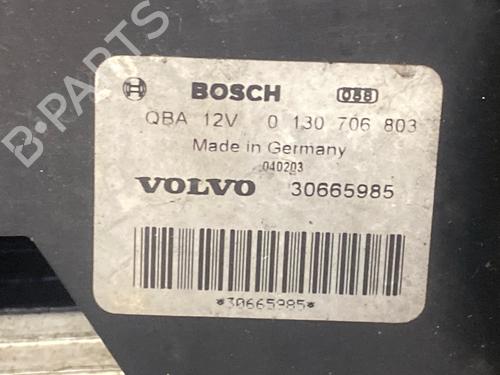 B-PARTS
BOSCH 088
QBA 12V 0 130 706 803
Made in Germany
040203
VOLVO 30665985
*30665985*